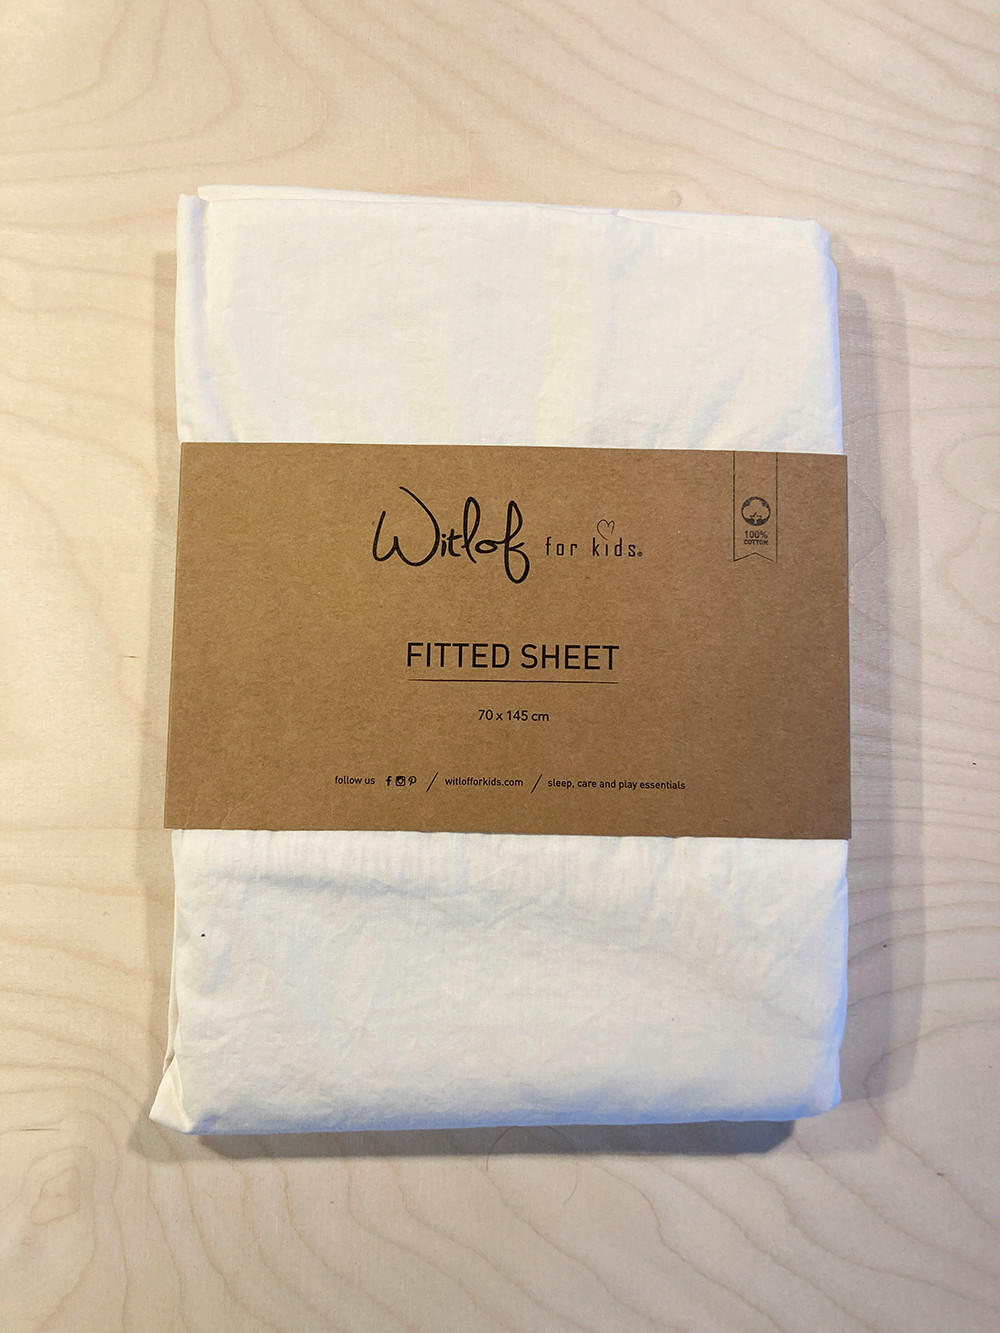 Witlof for kids®
100%
COTTON
FITTED SHEET
70 x 145 cm
follow us / witlofforkids.com / sleep, care and play essentials